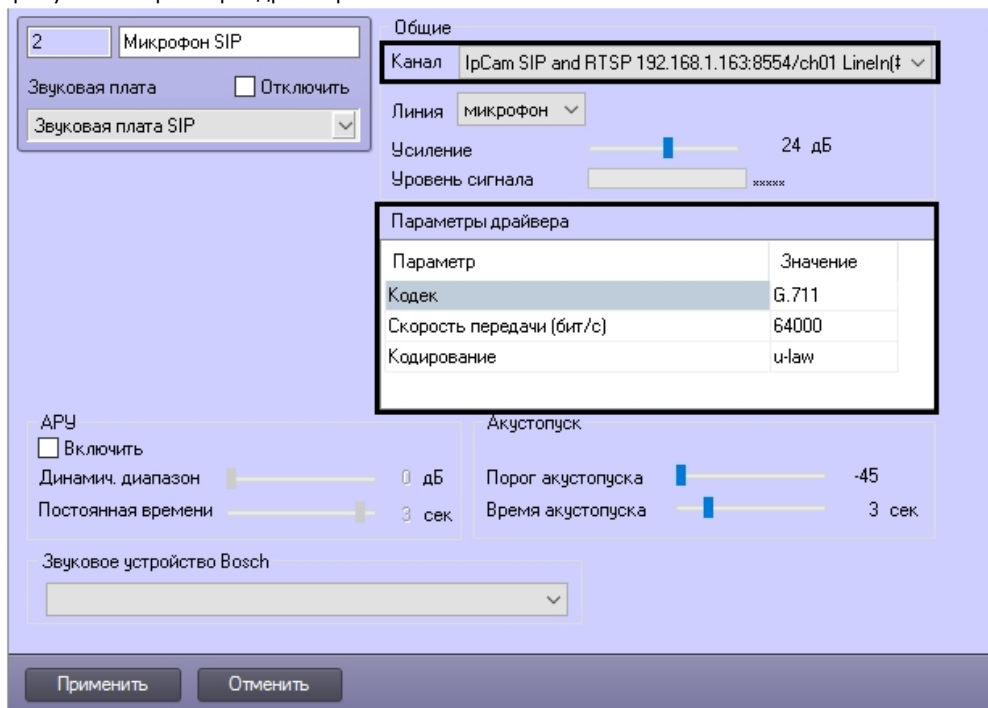 2
Микрофон SIP
Звуковая плата
Отключить
Звуковая плата SIP
Общие
Канал
IpCam SIP and RTSP 192.168.1.163:8554/ch01 LineIn(
Линия
микрофон
Усиление
24 дБ
Уровень сигнала
xxxxx
Параметры драйвера
Параметр Значение
Кодек G.711
Скорость передачи (бит/с) 64000
Кодирование u-law
АРУ
Включить
Динамич. диапазон 0 дБ
Постоянная времени 3 сек
Акустопуск
Порог акустопуска -45
Время акустопуска 3 сек
Звуковое устройство Bosch
Применить
Отменить